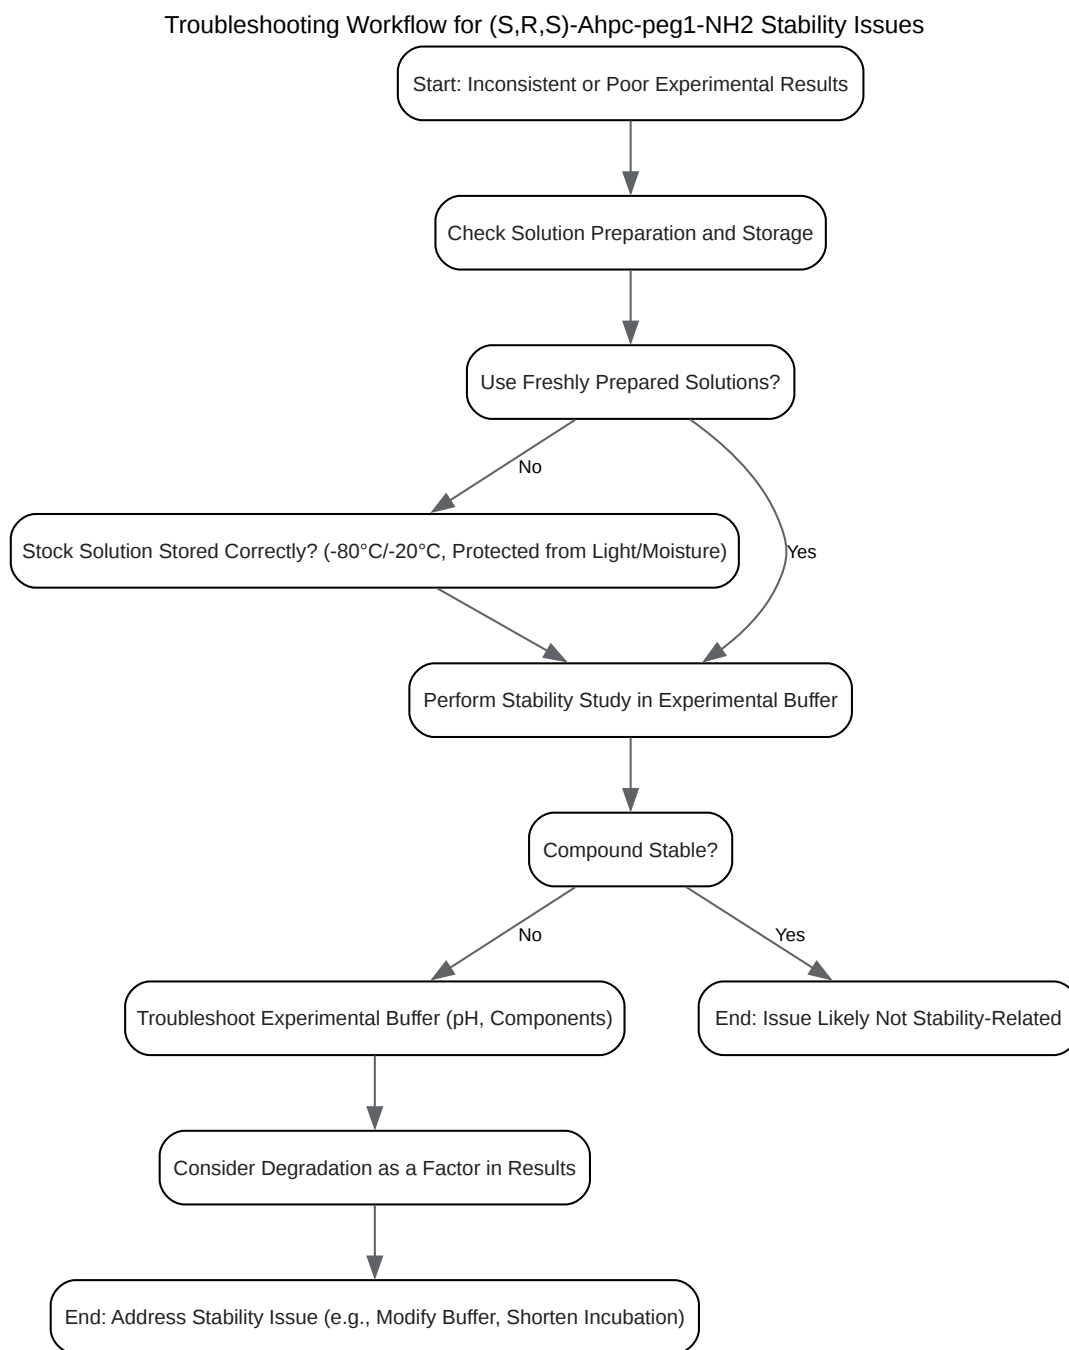 Troubleshooting Workflow for (S,R,S)-Ahpc-peg1-NH2 Stability Issues
Start: Inconsistent or Poor Experimental Results
Check Solution Preparation and Storage
Use Freshly Prepared Solutions?
No
Stock Solution Stored Correctly? (-80°C/-20°C, Protected from Light/Moisture)
Yes
Perform Stability Study in Experimental Buffer
Compound Stable?
No
Yes
Troubleshoot Experimental Buffer (pH, Components)
End: Issue Likely Not Stability-Related
Consider Degradation as a Factor in Results
End: Address Stability Issue (e.g., Modify Buffer, Shorten Incubation)